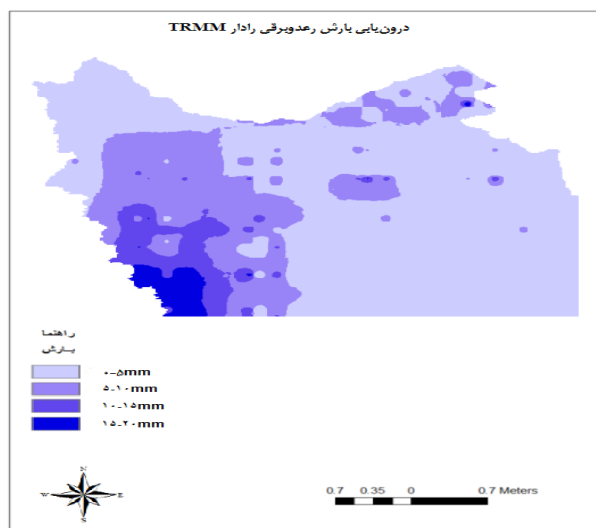 درون‌یابی بارش رعدوبرقی رادار TRMM
راهنما
بارش
۰-۵mm
۵-۱۰mm
۱۰-۱۵mm
۱۵-۲۰mm
N
W E
S
0.7 0.35 0 0.7 Meters